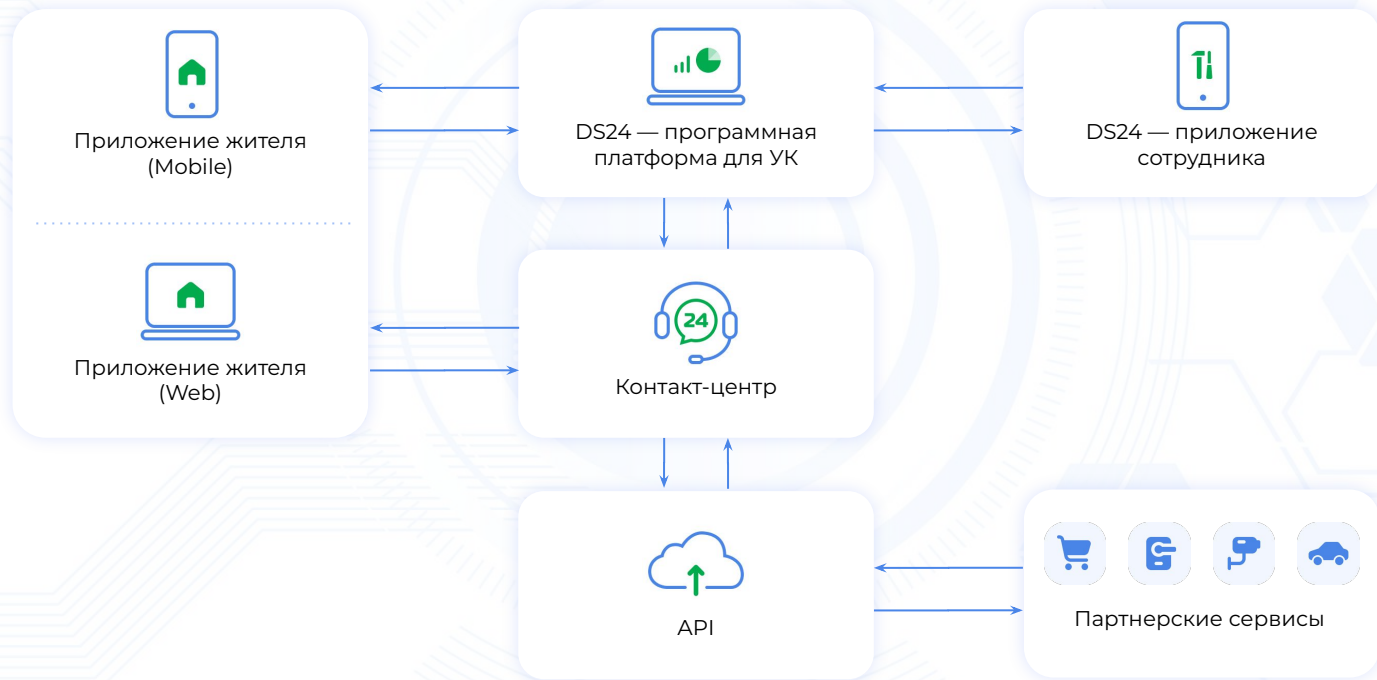 Приложение жителя
(Mobile)
DS24 — программная
платформа для УК
DS24 — приложение
сотрудника
Приложение жителя
(Web)
24
Контакт-центр
API
Партнерские сервисы